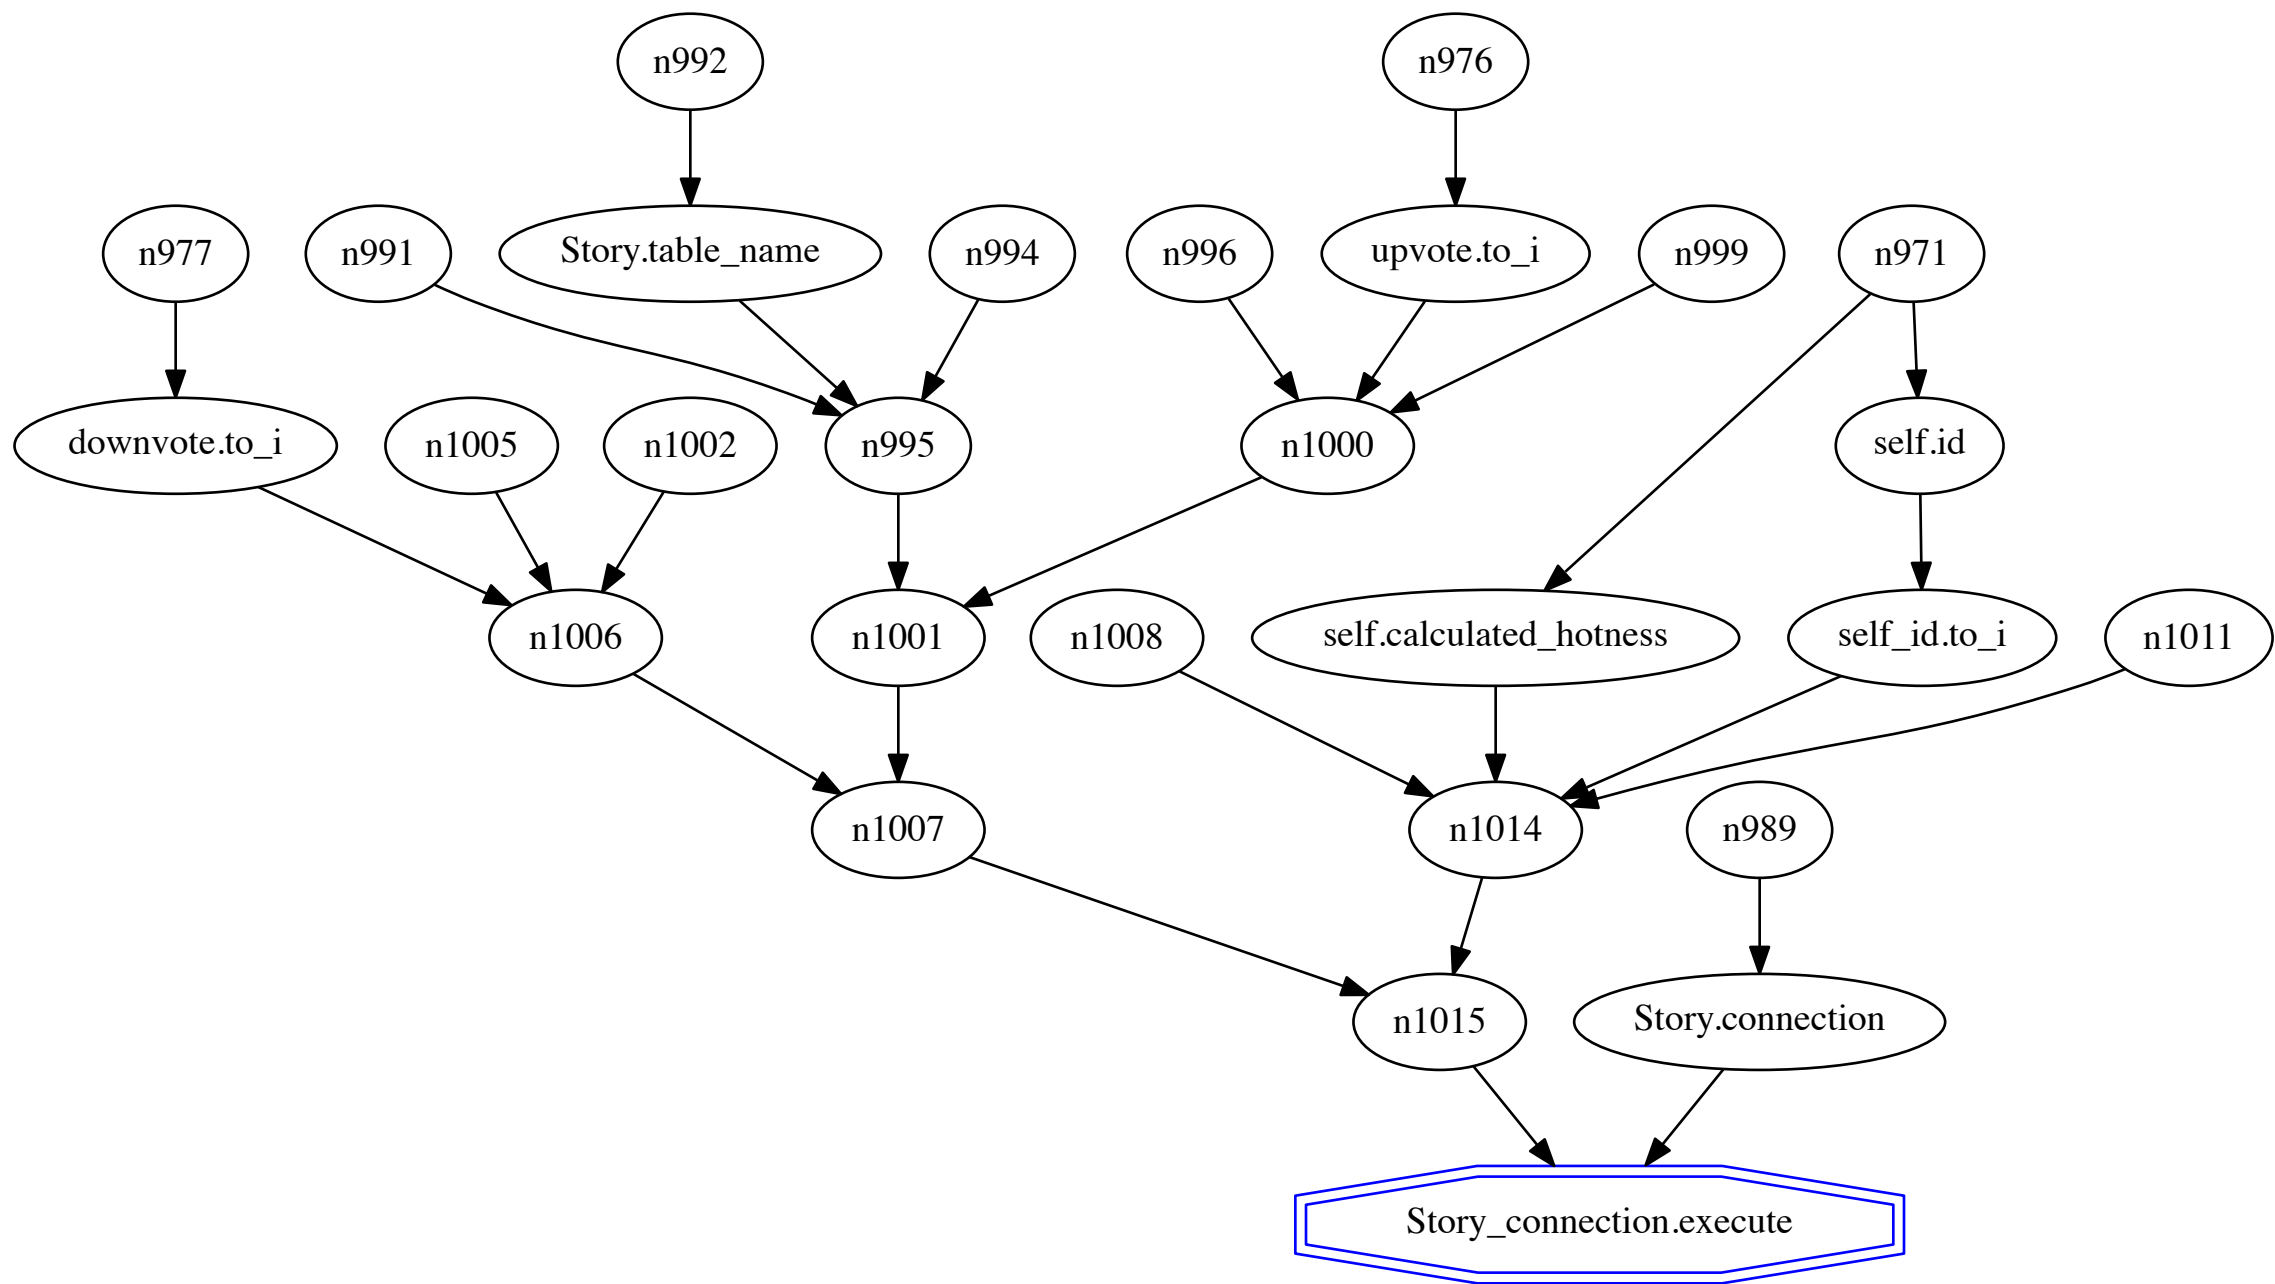 n992
n976
n977
n991
Story.table_name
n994
n996
upvote.to_i
n999
n971
downvote.to_i
n1005
n1002
n995
n1000
self.id
n1006
n1001
n1008
self.calculated_hotness
self_id.to_i
n1011
n1007
n1014
n989
n1015
Story.connection
Story_connection.execute